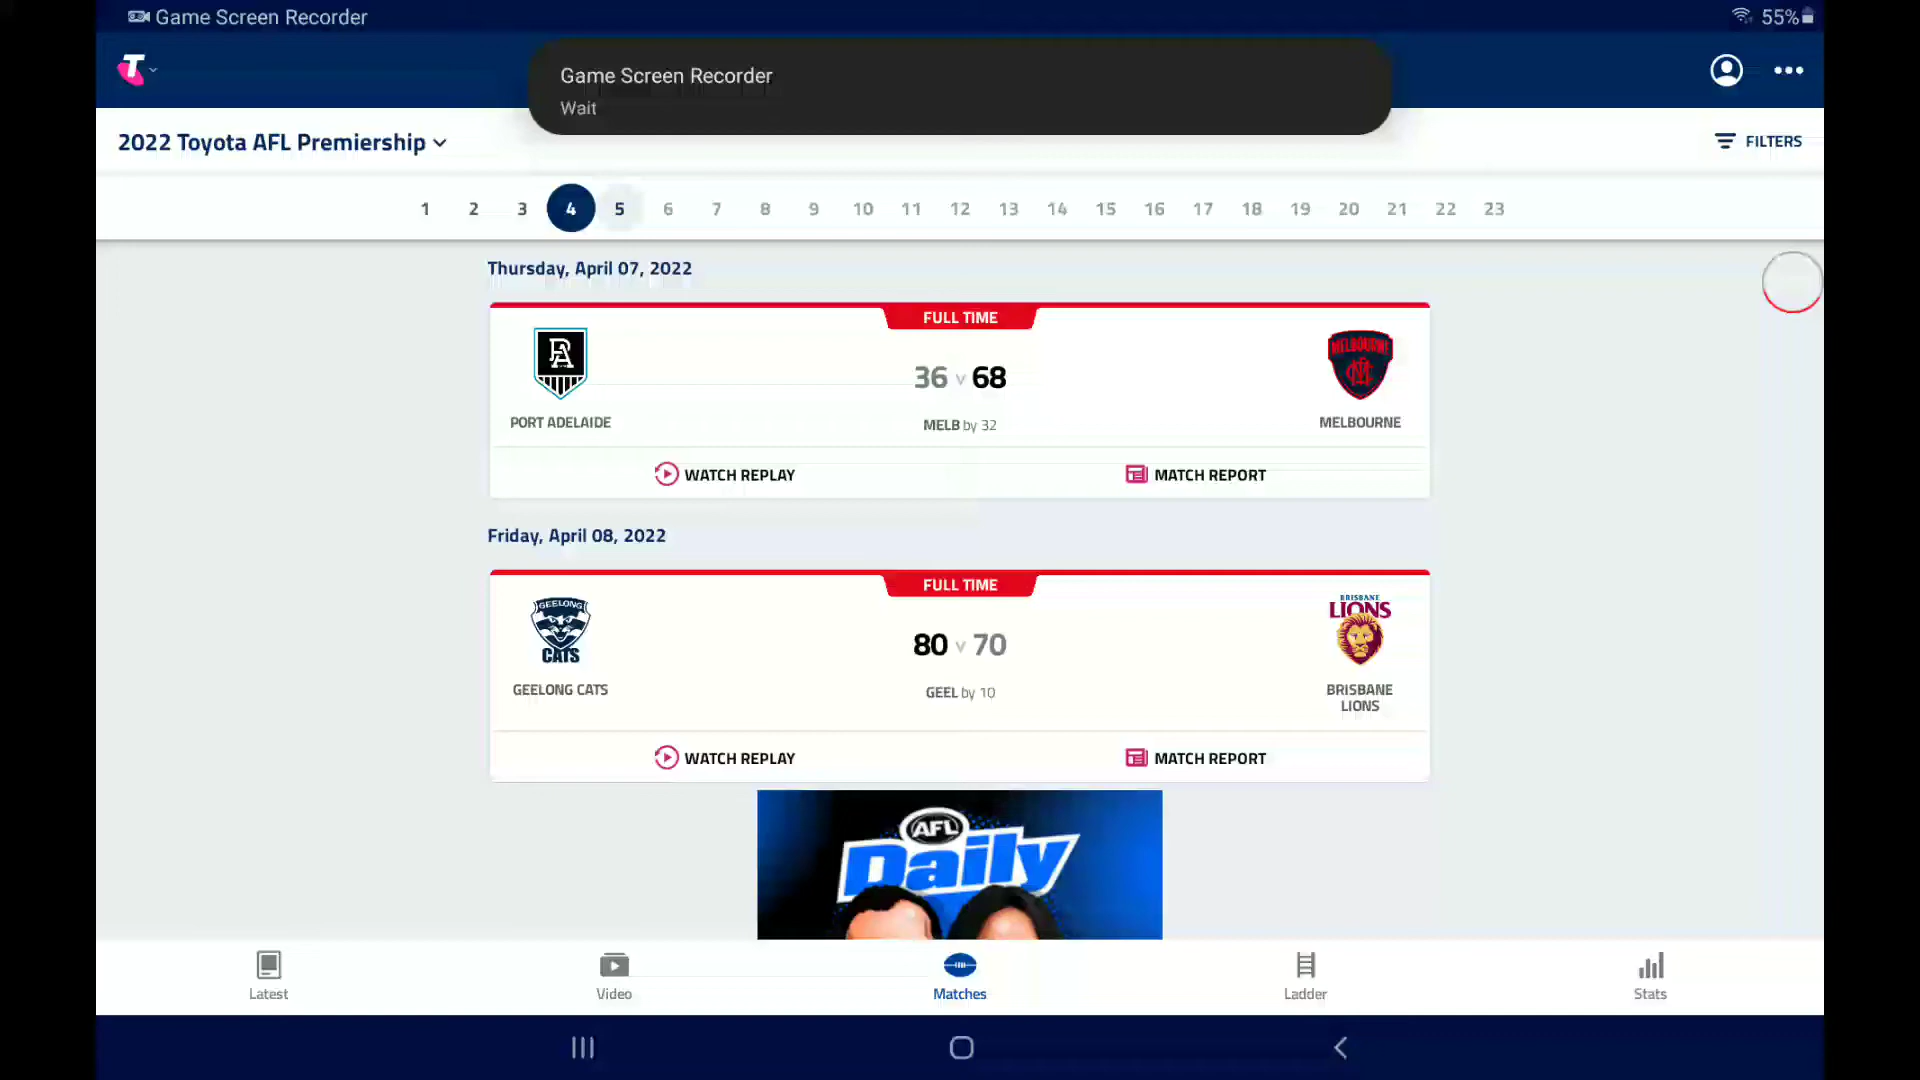 Game Screen Recorder
55%
T
Game Screen Recorder
Wait
2022 Toyota AFL Premiership
FILTERS
1 2 3 4 5 6 7 8 9 10 11 12 13 14 15 16 17 18 19 20 21 22 23
Thursday, April 07, 2022
FULL TIME
PA
MELBOURNE
MC
36 v 68
PORT ADELAIDE
MELB by 32
MELBOURNE
WATCH REPLAY
MATCH REPORT
Friday, April 08, 2022
FULL TIME
GEELONG
CATS
BRISBANE
LIONS
80 v 70
GEELONG CATS
GEEL by 10
BRISBANE
LIONS
WATCH REPLAY
MATCH REPORT
AFL
Daily
Latest
Video
Matches
Ladder
Stats